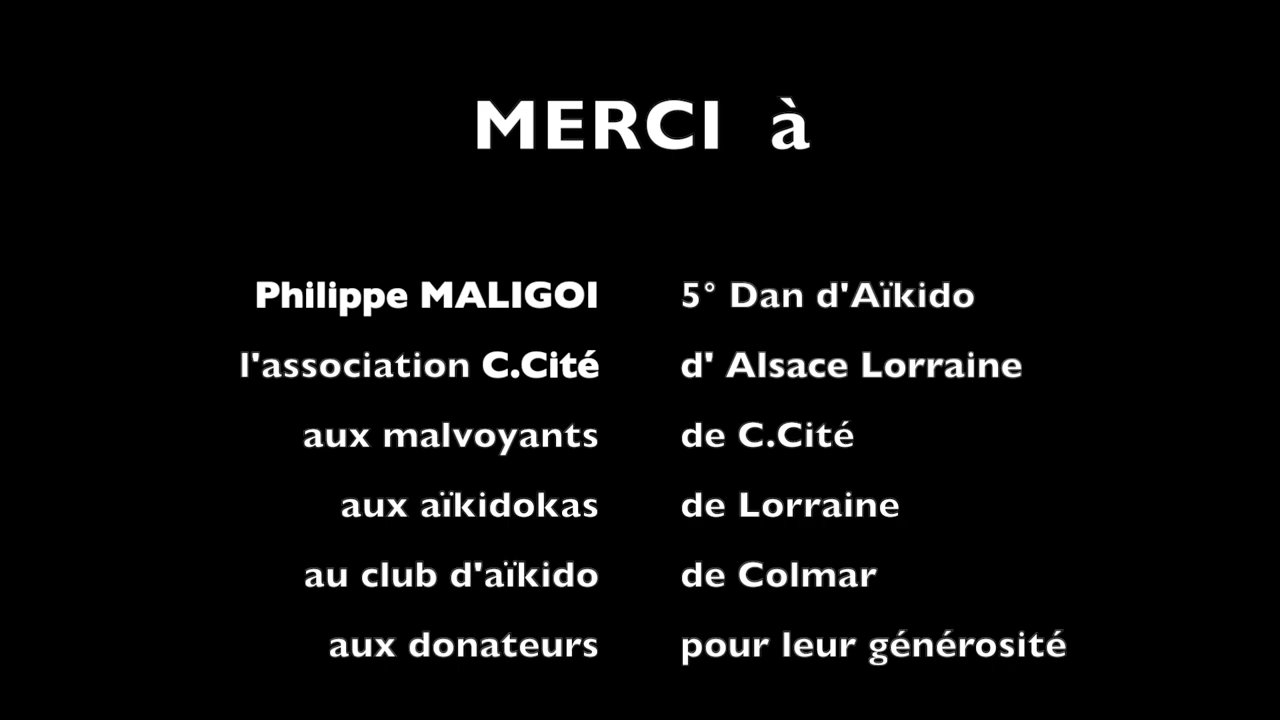 MERCI à
Philippe MALIGOI 5° Dan d'Aïkido
l'association C.Cité d' Alsace Lorraine
aux malvoyants de C.Cité
aux aïkidokas de Lorraine
au club d'aïkido de Colmar
aux donateurs pour leur générosité